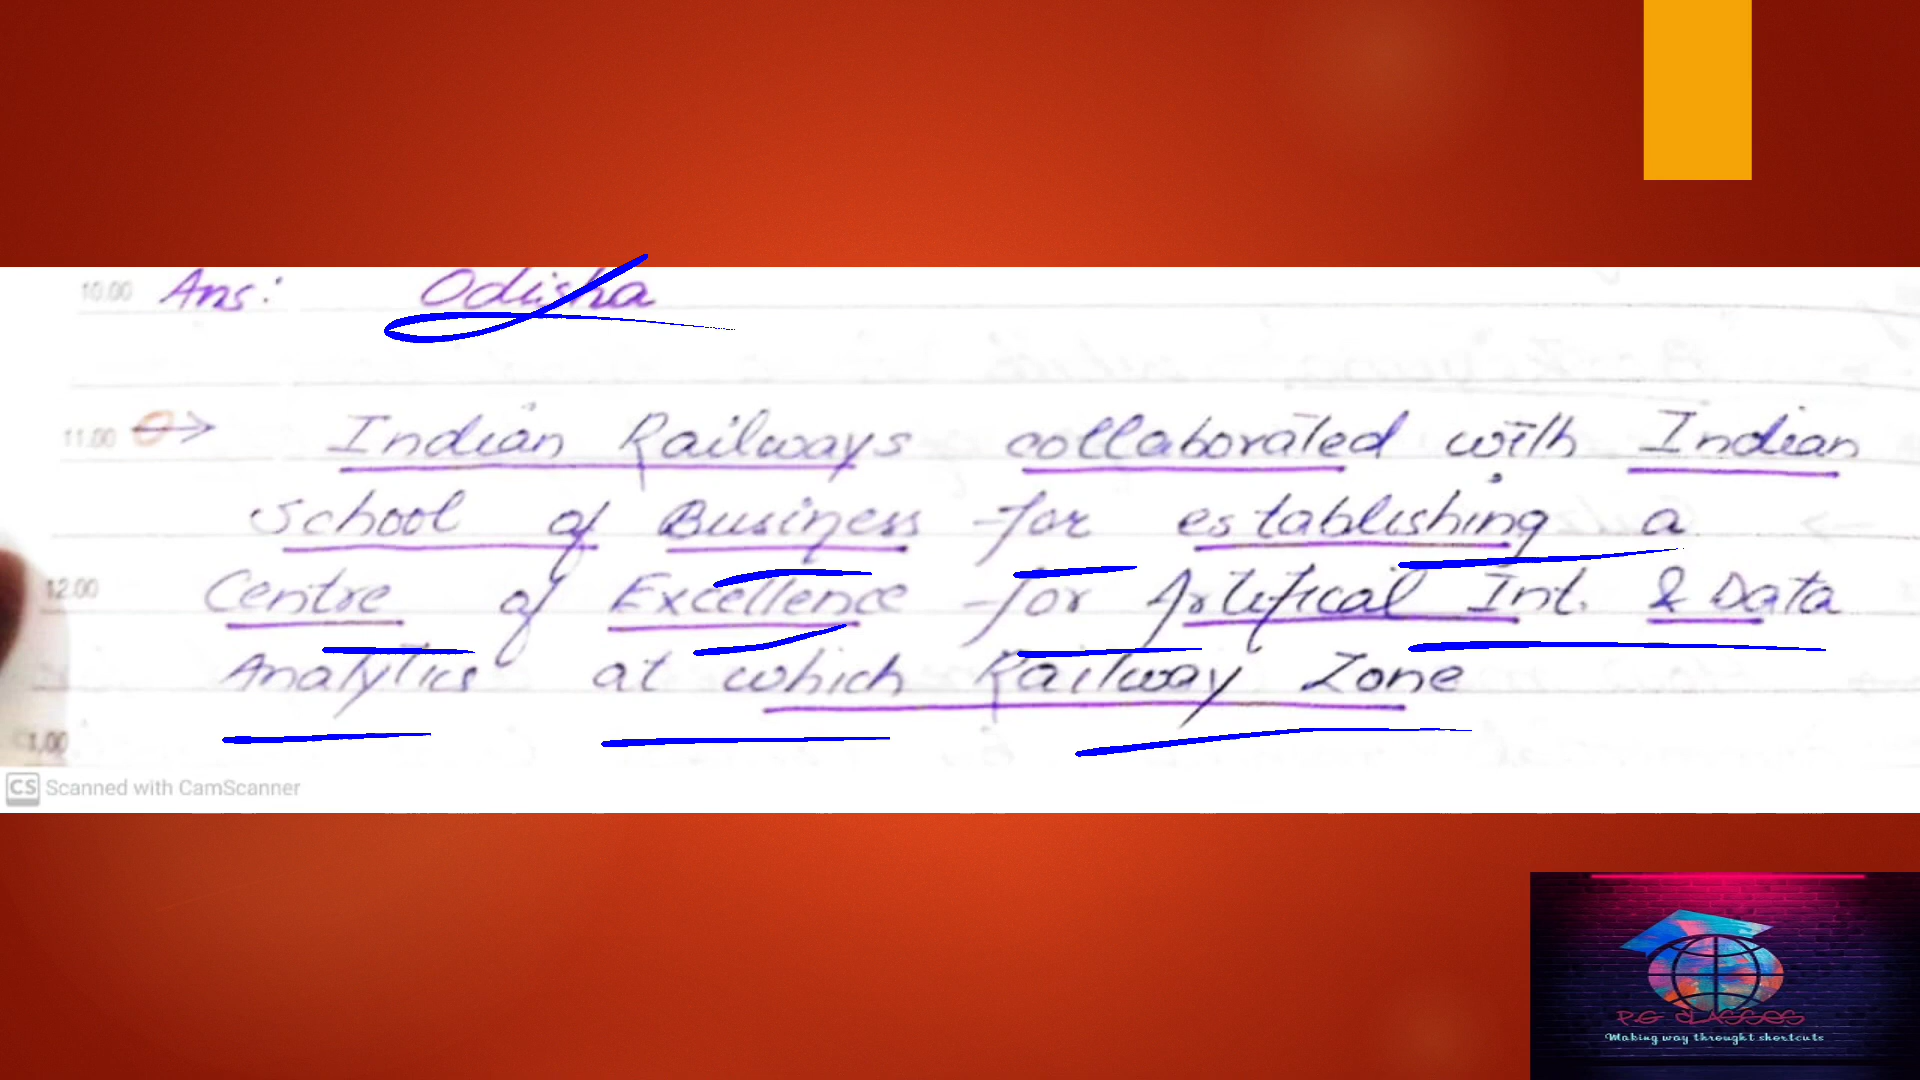 10.00 Ans: Odisha
11.00 → Indian Railways collaborated with Indian
School of Business for establishing a
12.00 Centre of Excellence for Artifical Int. & Data
Analytics at which Railway Zone
1.00
CS Scanned with CamScanner
P.G CLASSES
Making way throught shortcuts